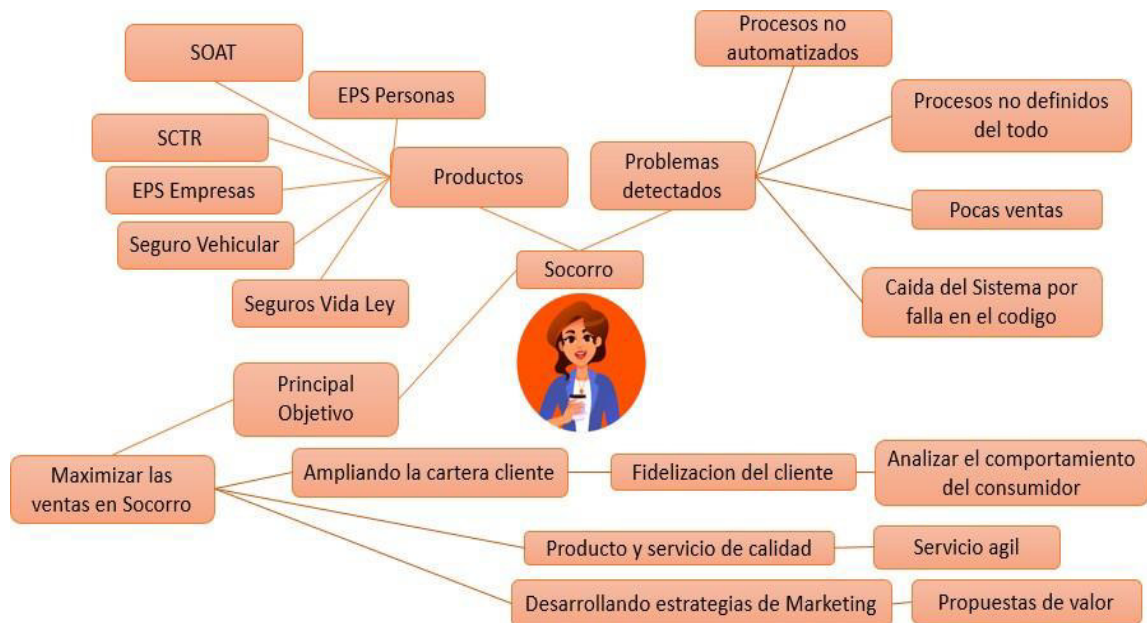 SOAT
EPS Personas
SCTR
EPS Empresas
Seguro Vehicular
Seguros Vida Ley
Productos
Procesos no
automatizados
Procesos no definidos
del todo
Problemas
detectados
Pocas ventas
Caida del Sistema por
falla en el codigo
Socorro
Principal
Objetivo
Maximizar las
ventas en Socorro
Ampliando la cartera cliente
Fidelizacion del cliente
Analizar el comportamiento
del consumidor
Producto y servicio de calidad
Servicio agil
Desarrollando estrategias de Marketing
Propuestas de valor